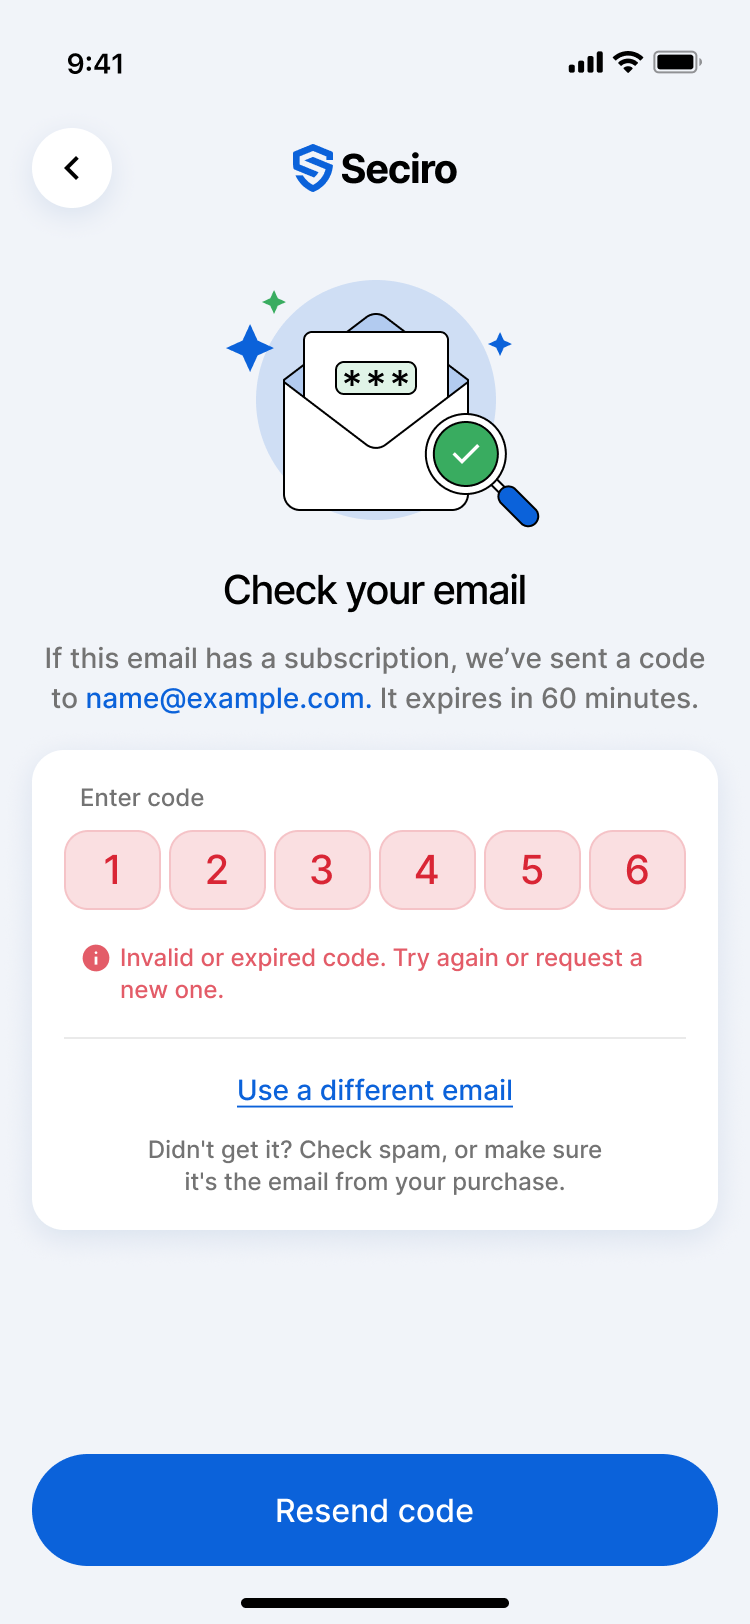 9:41
Seciro
***
Check your email
If this email has a subscription, we’ve sent a code
to name@example.com. It expires in 60 minutes.
Enter code
1 2 3 4 5 6
Invalid or expired code. Try again or request a
new one.
Use a different email
Didn't get it? Check spam, or make sure
it's the email from your purchase.
Resend code